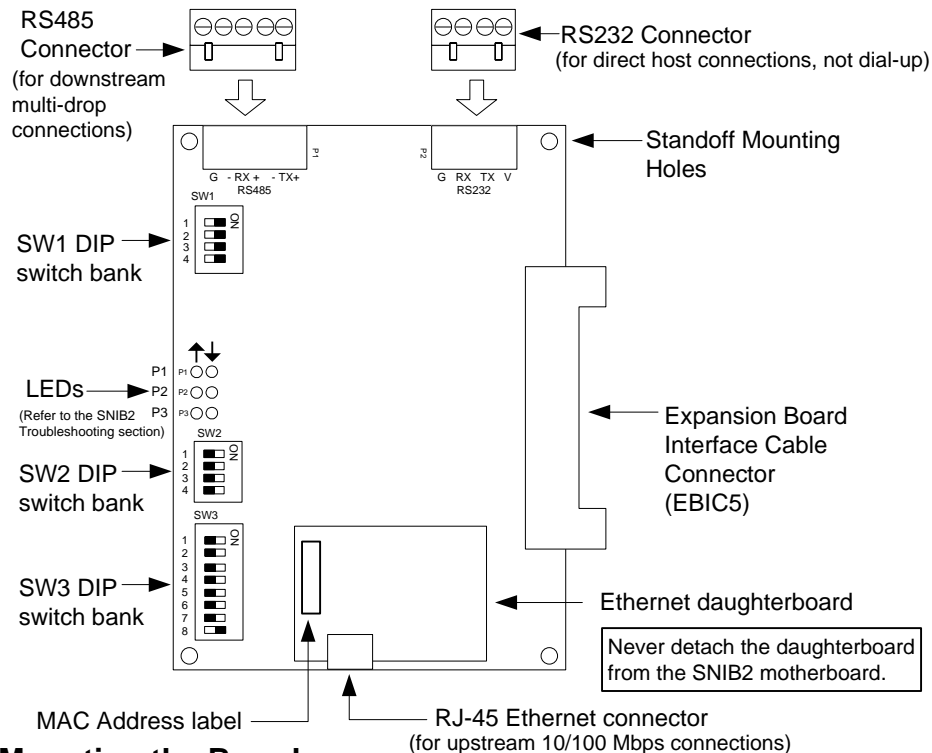 RS485
Connector
(for downstream
multi-drop
connections)
RS232 Connector
(for direct host connections, not dial-up)
Standoff Mounting
Holes
P1
P2
G - RX + - TX+
RS485
G RX TX V
RS232
SW1
ON
1
2
3
4
SW1 DIP
switch bank
P1 P1
LEDs P2 P2
P3 P3
(Refer to the SNIB2
Troubleshooting section)
SW2
ON
1
2
3
4
SW2 DIP
switch bank
Expansion Board
Interface Cable
Connector
(EBIC5)
SW3
ON
1
2
3
4
5
6
7
8
SW3 DIP
switch bank
Ethernet daughterboard
Never detach the daughterboard
from the SNIB2 motherboard.
MAC Address label
RJ-45 Ethernet connector
(for upstream 10/100 Mbps connections)